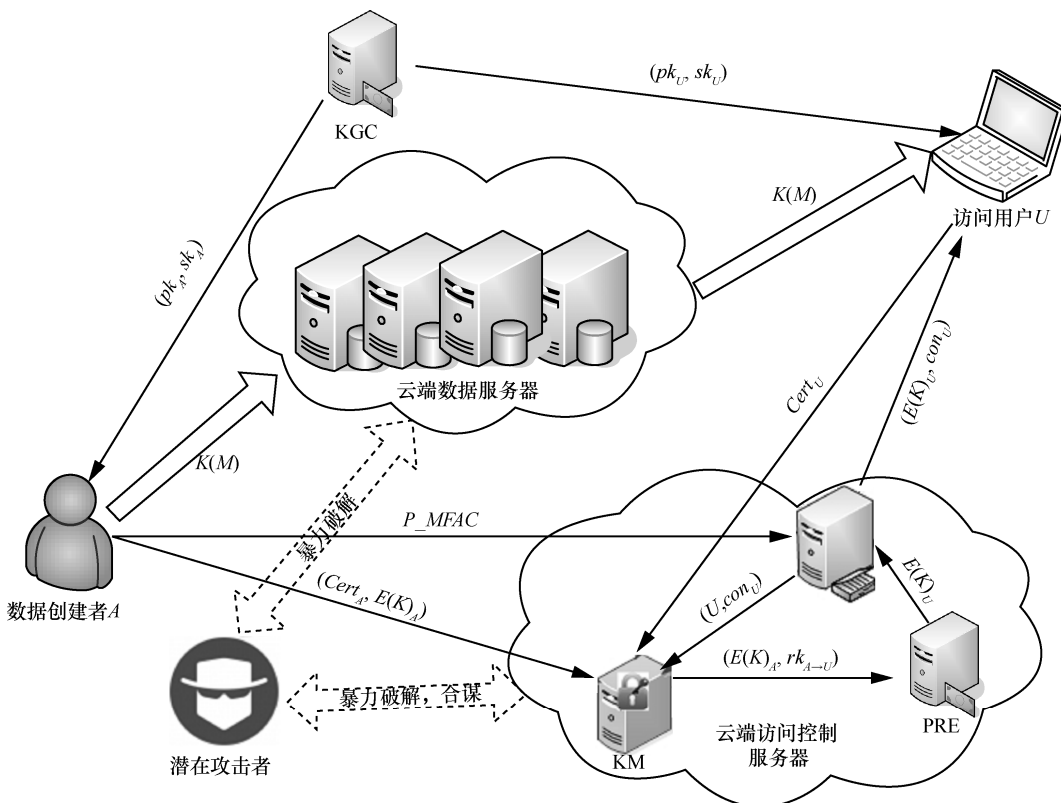 (pk_U, sk_U)
KGC
K(M)
访问用户U
(pk_A, sk_A)
云端数据服务器
Cert_U
(E(K)_U, con_U)
K(M)
暴力破解
P_MFAC
(Cert_A, E(K)_A)
(U,con_U)
E(K)_U
数据创建者A
(E(K)_A, rk_{A→U})
暴力破解，合谋
云端访问控制
服务器
PRE
KM
潜在攻击者